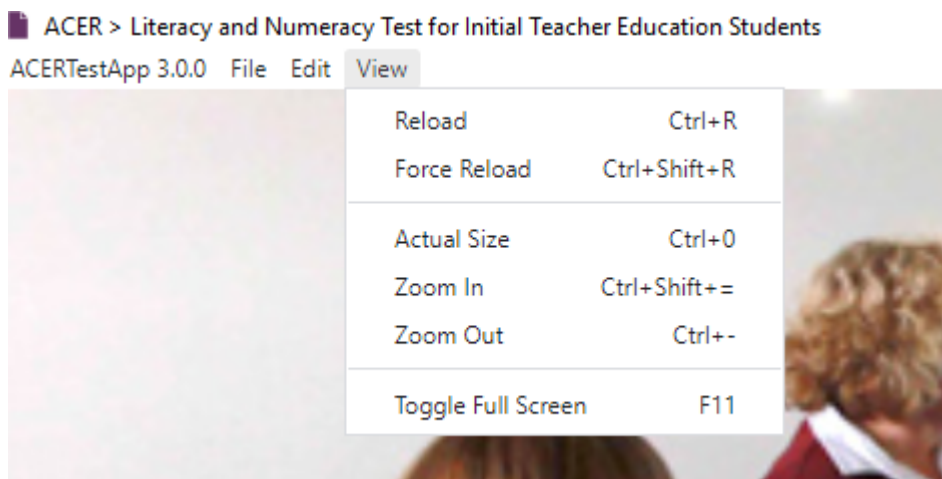 ACER > Literacy and Numeracy Test for Initial Teacher Education Students
ACERTestApp 3.0.0 File Edit View
Reload Ctrl+R
Force Reload Ctrl+Shift+R
Actual Size Ctrl+0
Zoom In Ctrl+Shift+=
Zoom Out Ctrl+-
Toggle Full Screen F11